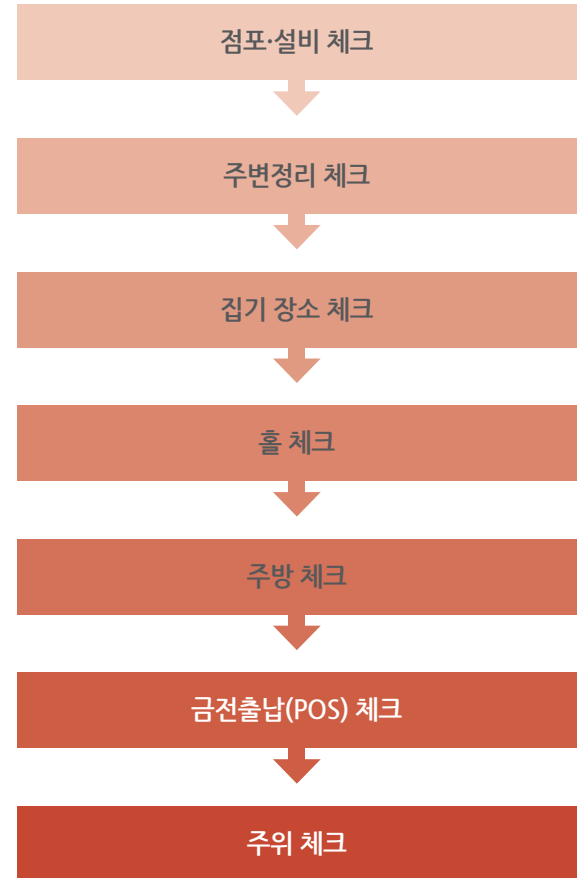 점포·설비 체크
주변정리 체크
집기 장소 체크
홀 체크
주방 체크
금전출납(POS) 체크
주위 체크